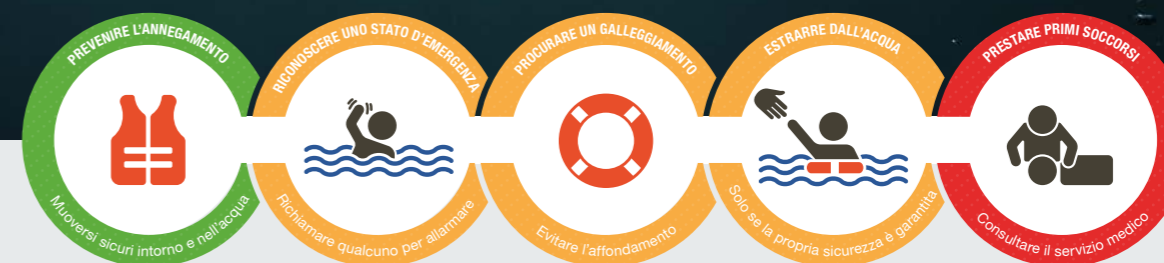 PREVENIRE L'ANNEGAMENTO
Muoversi sicuri intorno e nell'acqua
RICONOSCERE UNO STATO D'EMERGENZA
Richiamare qualcuno per allarmare
PROCURARE UN GALLEGGIAMENTO
Evitare l'affondamento
ESTRARRE DALL'ACQUA
Solo se la propria sicurezza è garantita
PRESTARE PRIMI SOCCORSI
Consultare il servizio medico